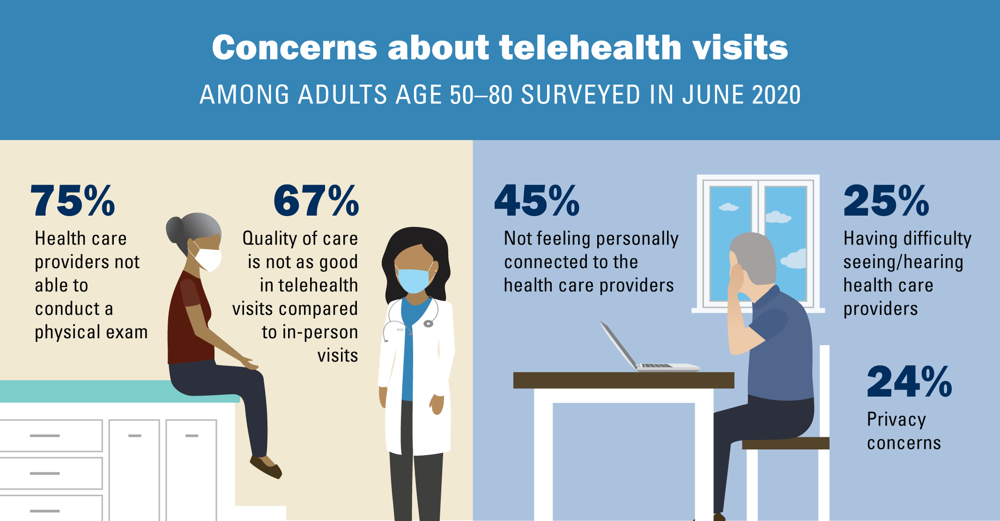 Concerns about telehealth visits
AMONG ADULTS AGE 50–80 SURVEYED IN JUNE 2020
75%
Health care
providers not
able to
conduct a
physical exam
67%
Quality of care
is not as good
in telehealth
visits compared
to in-person
visits
45%
Not feeling personally
connected to the
health care providers
25%
Having difficulty
seeing/hearing
health care
providers
24%
Privacy
concerns